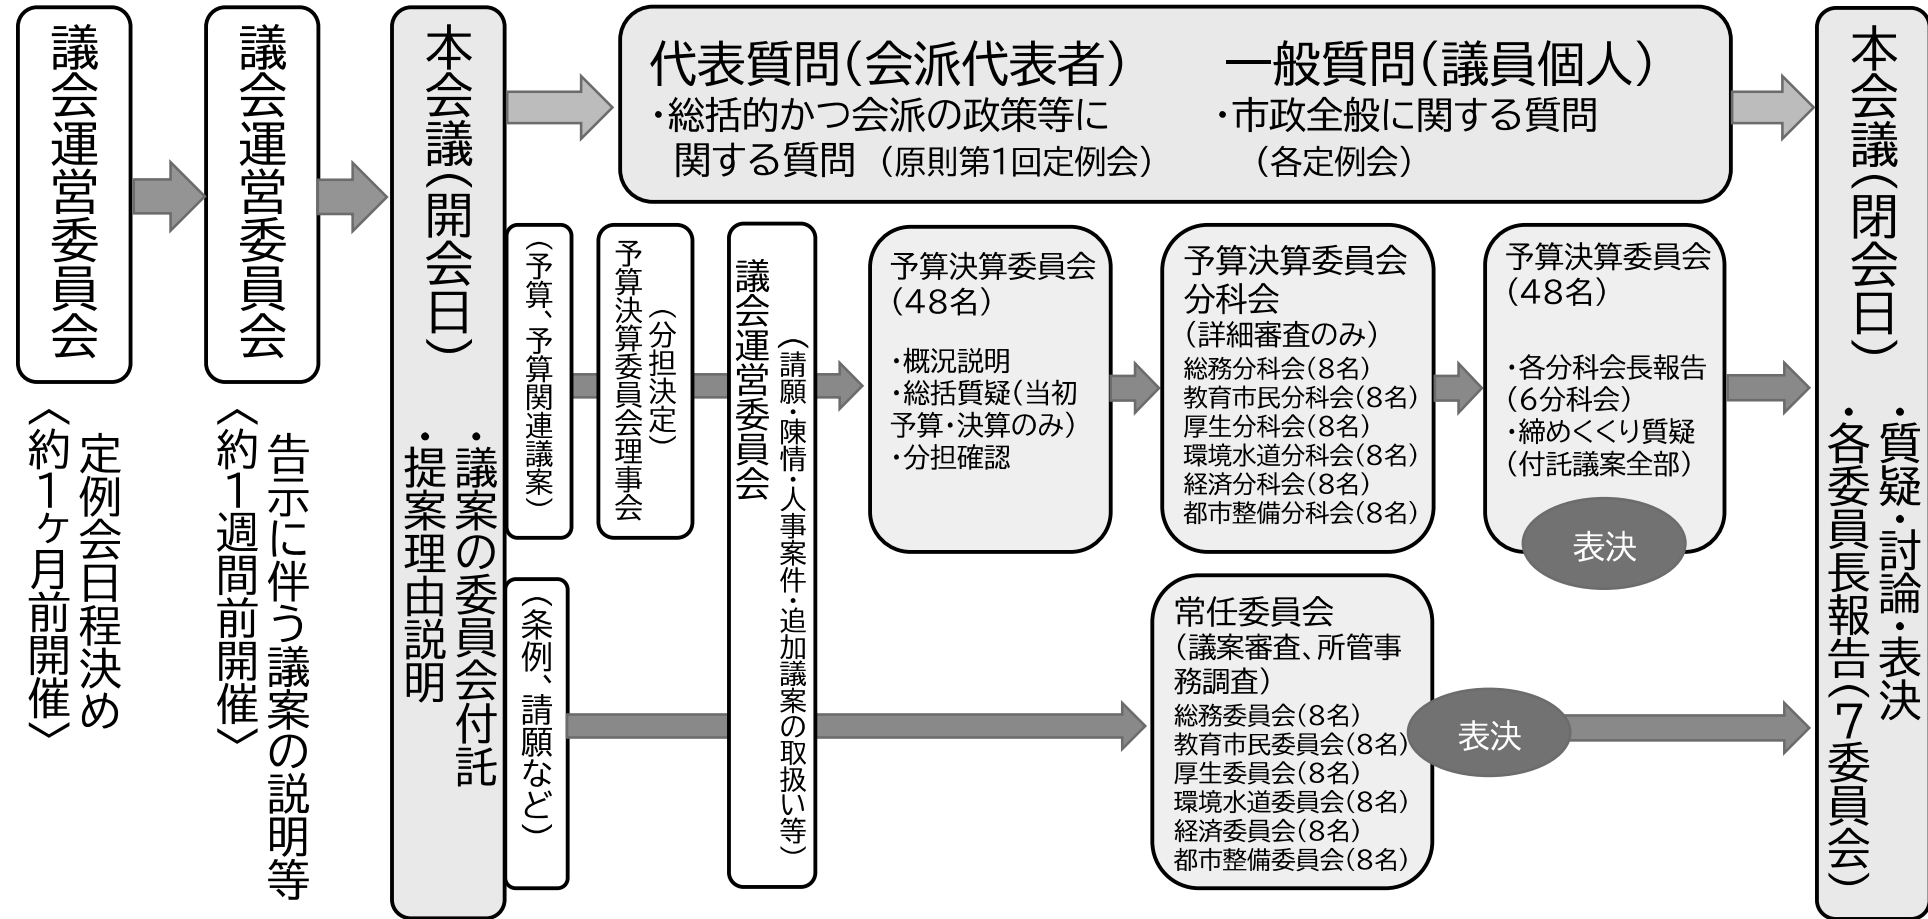 議会運営委員会
定例会日程決め
〈約1ヶ月前開催〉
議会運営委員会
告示に伴う議案の説明等
〈約1週間前開催〉
本会議(開会日)
・議案の委員会付託
・提案理由説明
代表質問(会派代表者)
・総括的かつ会派の政策等に
関する質問 (原則第1回定例会)
一般質問(議員個人)
・市政全般に関する質問
(各定例会)
(予算、予算関連議案)
(分担決定)
予算決算委員会理事会
(請願・陳情・人事案件・追加議案の取扱い等)
議会運営委員会
予算決算委員会
(48名)
・概況説明
・総括質疑(当初
予算・決算のみ)
・分担確認
予算決算委員会
分科会
(詳細審査のみ)
総務分科会(8名)
教育市民分科会(8名)
厚生分科会(8名)
環境水道分科会(8名)
経済分科会(8名)
都市整備分科会(8名)
予算決算委員会
(48名)
・各分科会長報告
(6分科会)
・締めくくり質疑
(付託議案全部)
表決
(条例、請願など)
常任委員会
(議案審査、所管事
務調査)
総務委員会(8名)
教育市民委員会(8名)
厚生委員会(8名)
環境水道委員会(8名)
経済委員会(8名)
都市整備委員会(8名)
表決
本会議(閉会日)
・質疑・討論・表決
・各委員長報告(7委員会)